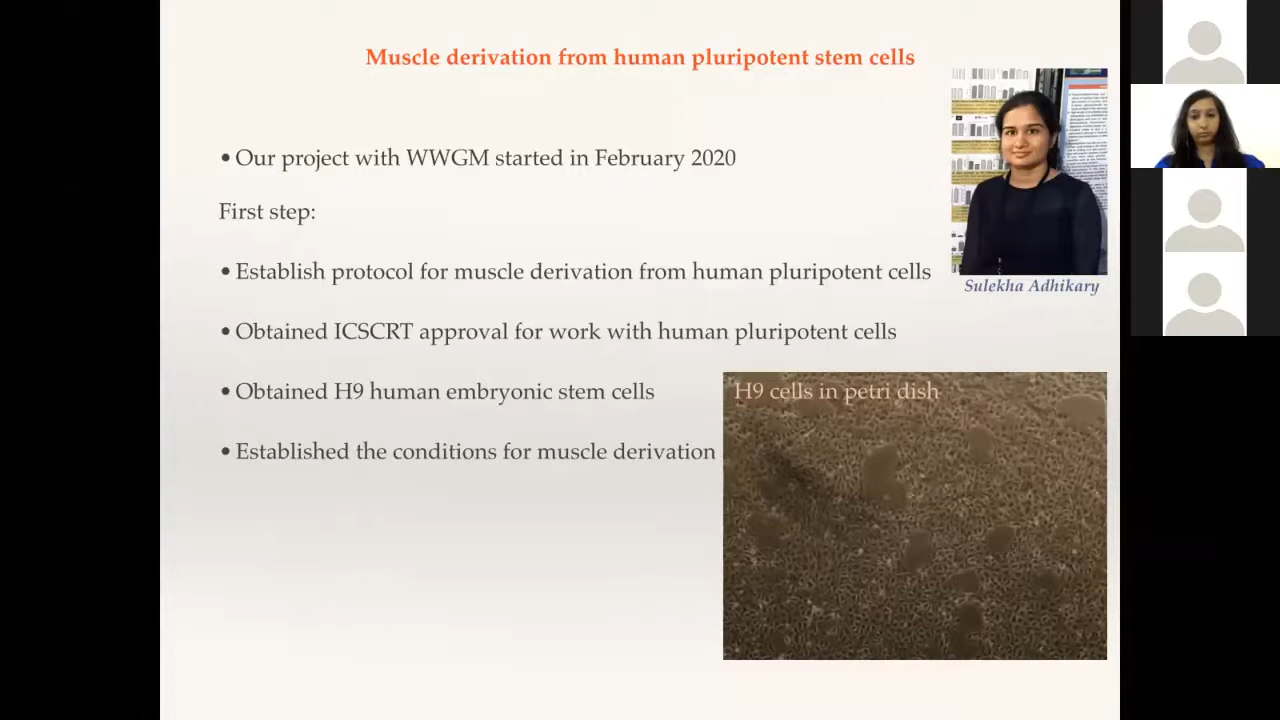 Muscle derivation from human pluripotent stem cells
• Our project with WWGM started in February 2020
First step:
• Establish protocol for muscle derivation from human pluripotent cells
Sulekha Adhikary
• Obtained ICSCRT approval for work with human pluripotent cells
• Obtained H9 human embryonic stem cells
H9 cells in petri dish
• Established the conditions for muscle derivation